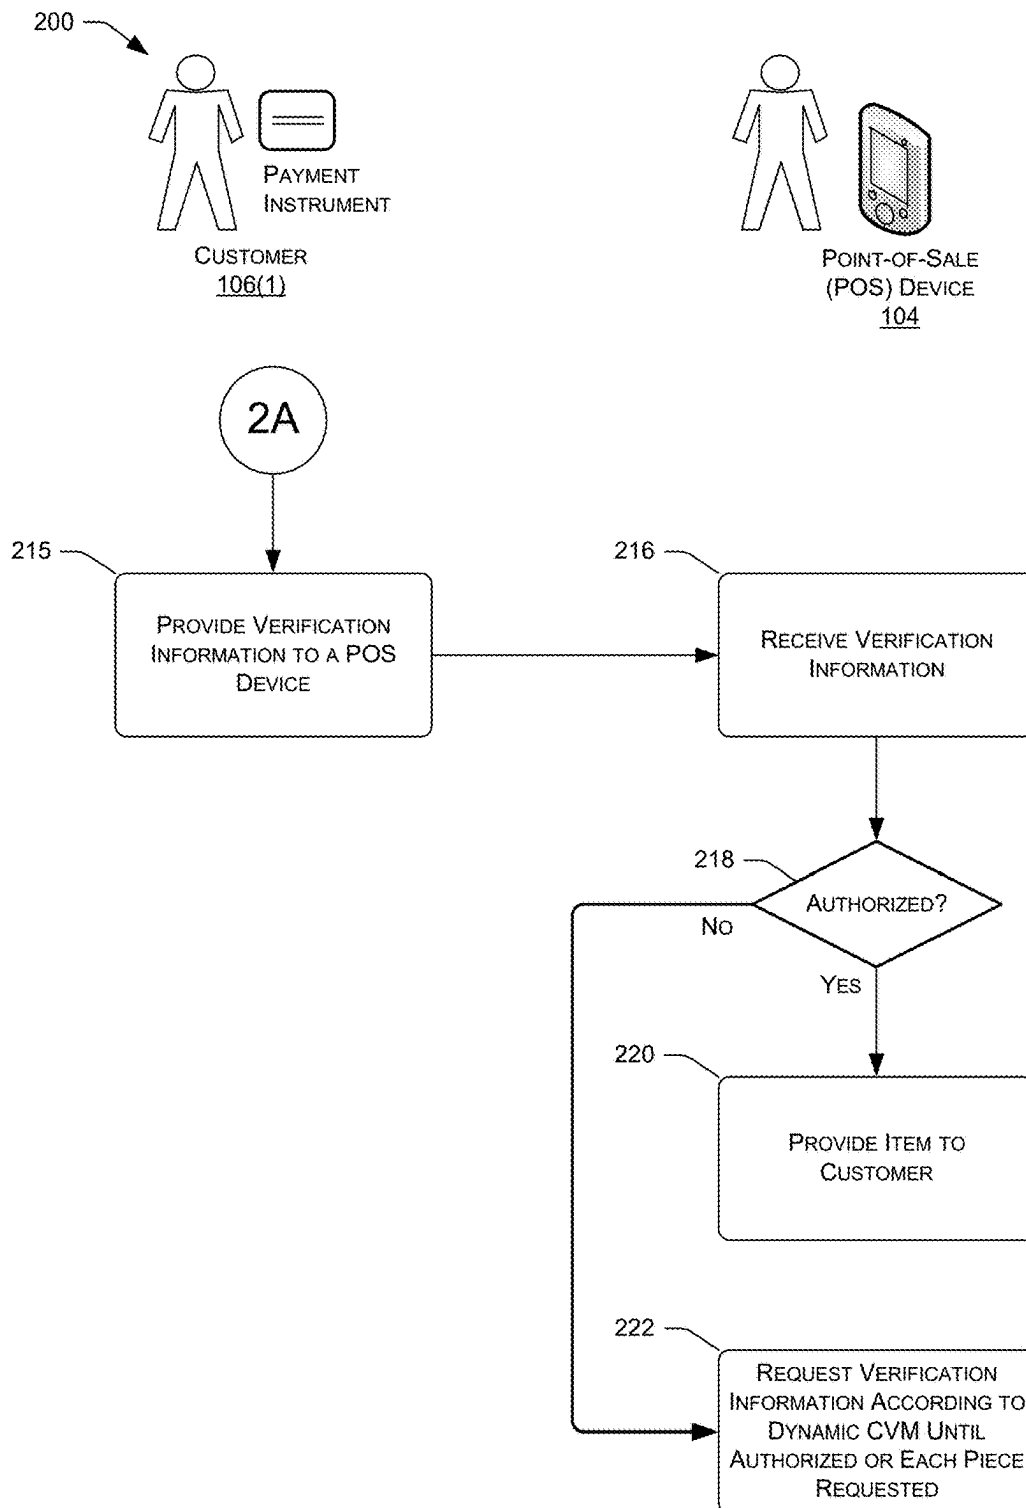 200
PAYMENT
INSTRUMENT
CUSTOMER
106(1)
POINT-OF-SALE
(POS) DEVICE
104
2A
215
PROVIDE VERIFICATION
INFORMATION TO A POS
DEVICE
216
RECEIVE VERIFICATION
INFORMATION
218
AUTHORIZED?
NO
YES
220
PROVIDE ITEM TO
CUSTOMER
222
REQUEST VERIFICATION
INFORMATION ACCORDING TO
DYNAMIC CVM UNTIL
AUTHORIZED OR EACH PIECE
REQUESTED